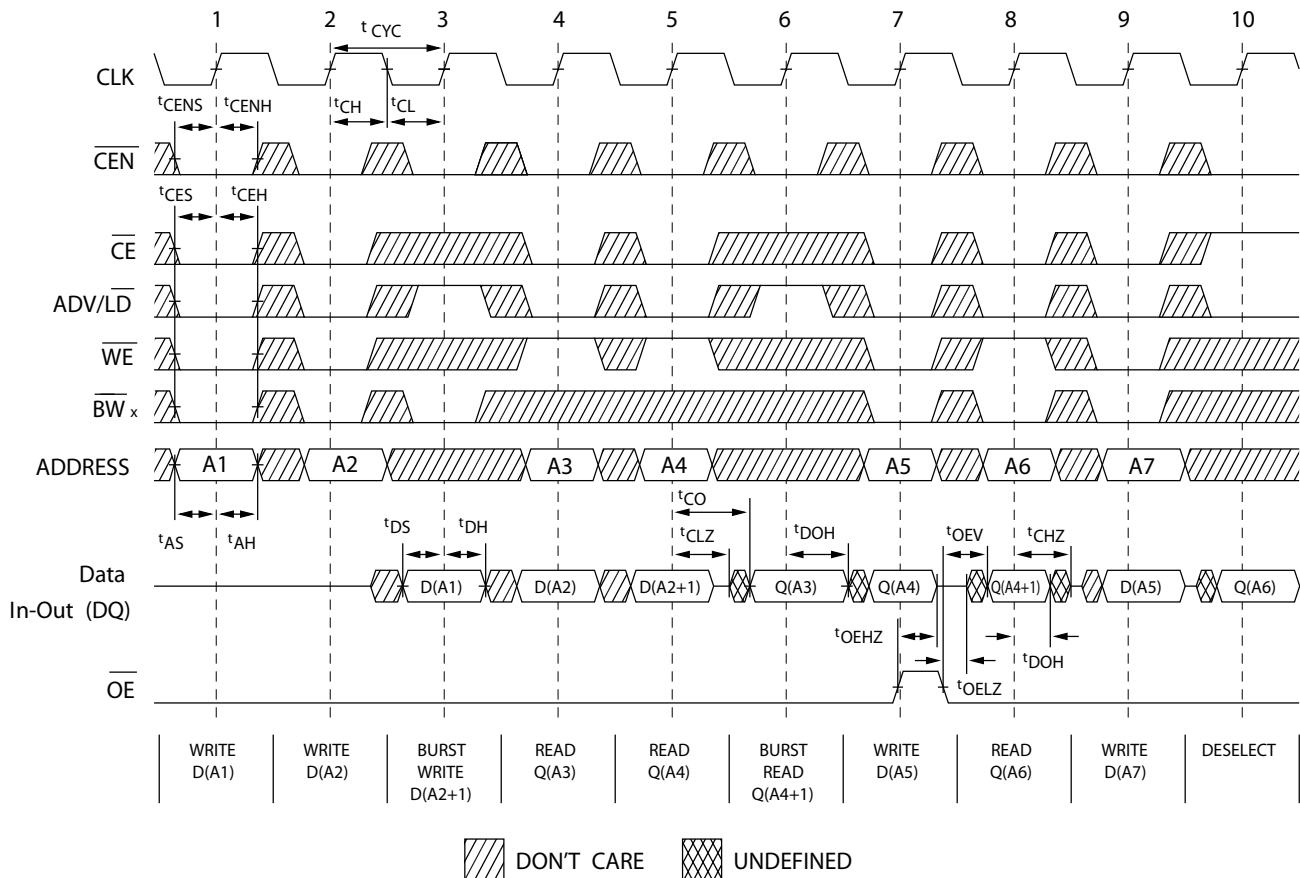 1 2 3 4 5 6 7 8 9 10
t CYC
CLK
tCENS tCENH tCH tCL
CEN
tCES tCEH
CE
ADV/LD
WE
BW x
ADDRESS A1 A2 A3 A4 A5 A6 A7
tCO
tAS tAH tDS tDH tCLZ tDOH tOEV tCHZ
Data
In-Out (DQ)
D(A1) D(A2) D(A2+1) Q(A3) Q(A4) Q(A4+1) D(A5) Q(A6)
tOEHZ tDOH
tOELZ
OE
WRITE
D(A1)
WRITE
D(A2)
BURST
WRITE
D(A2+1)
READ
Q(A3)
READ
Q(A4)
BURST
READ
Q(A4+1)
WRITE
D(A5)
READ
Q(A6)
WRITE
D(A7)
DESELECT
DON'T CARE
UNDEFINED